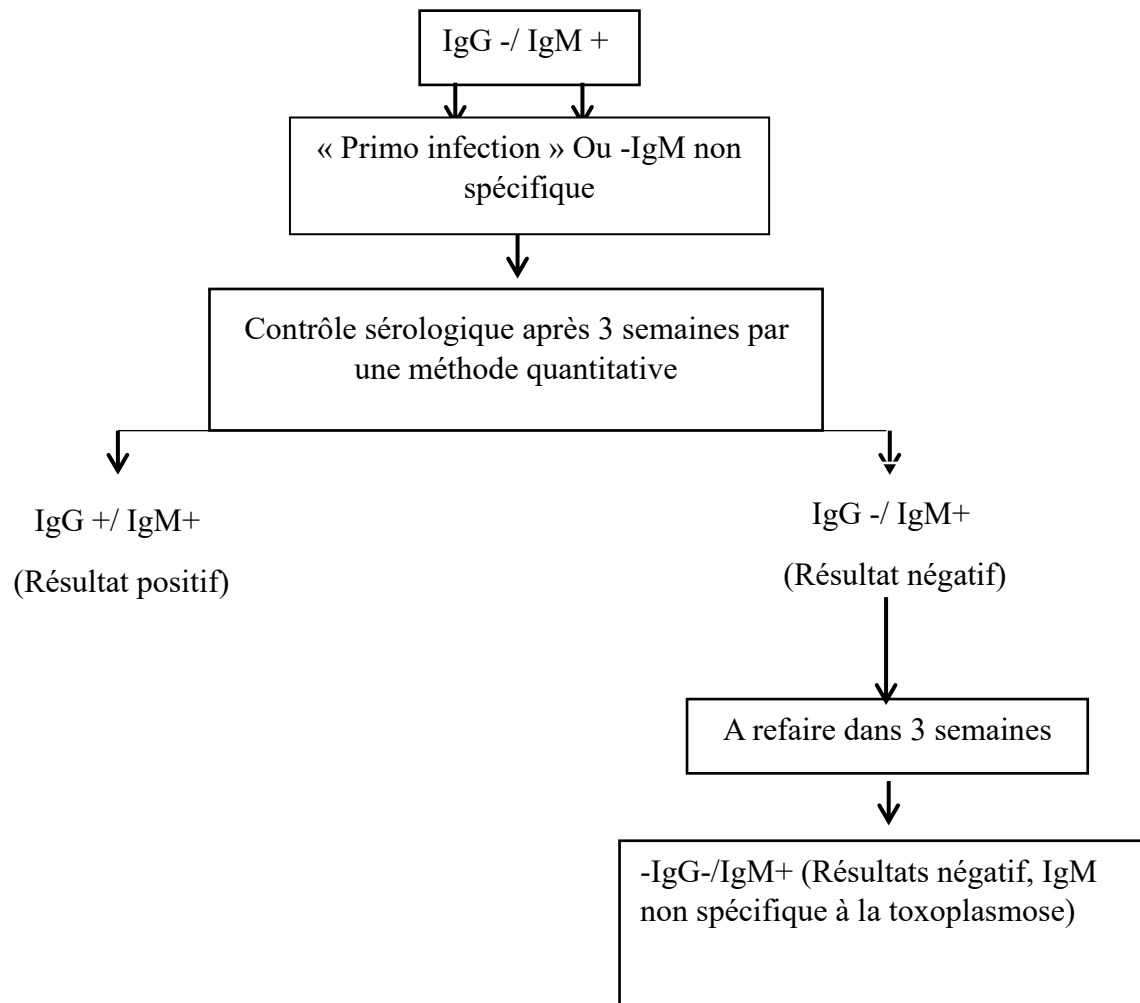 IgG -/ IgM +
« Primo infection » Ou -IgM non
spécifique
Contrôle sérologique après 3 semaines par
une méthode quantitative
IgG +/ IgM+
(Résultat positif)
IgG -/ IgM+
(Résultat négatif)
A refaire dans 3 semaines
-IgG-/IgM+ (Résultats négatif, IgM
non spécifique à la toxoplasmose)